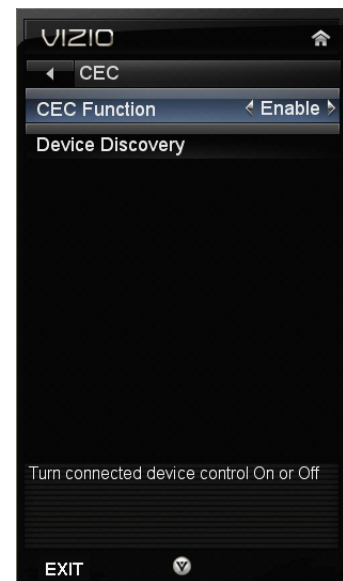 VIZIO
CEC
CEC Function Enable
Device Discovery
Turn connected device control On or Off
EXIT